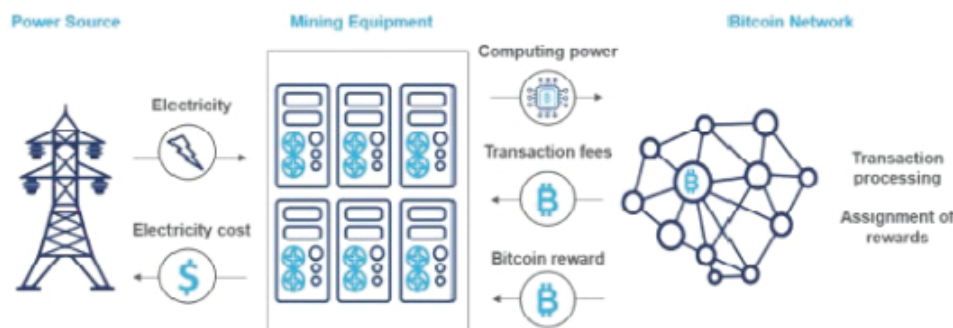 Power Source
Mining Equipment
Bitcoin Network
Electricity
Electricity cost
$
Computing power
Transaction fees
Bitcoin reward
Transaction
processing
Assignment of
rewards